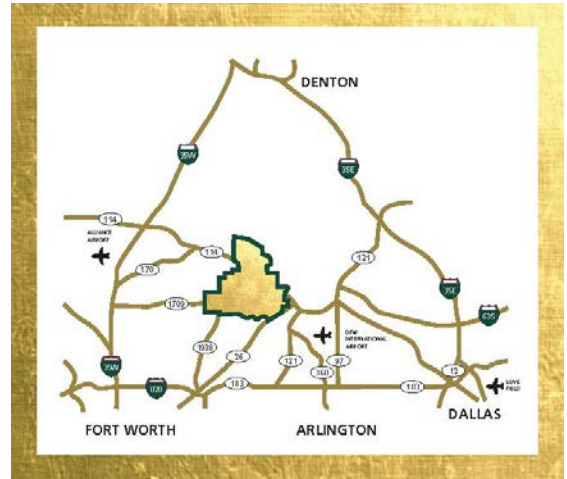 DENTON
35W
35E
114
ALLIANCE
AIRPORT
114
121
170
1709
35E
635
1938
26
DFW
INTERNATIONAL
AIRPORT
121
360
97
35W
820
183
183
12
LOVE
FIELD
DALLAS
FORT WORTH
ARLINGTON